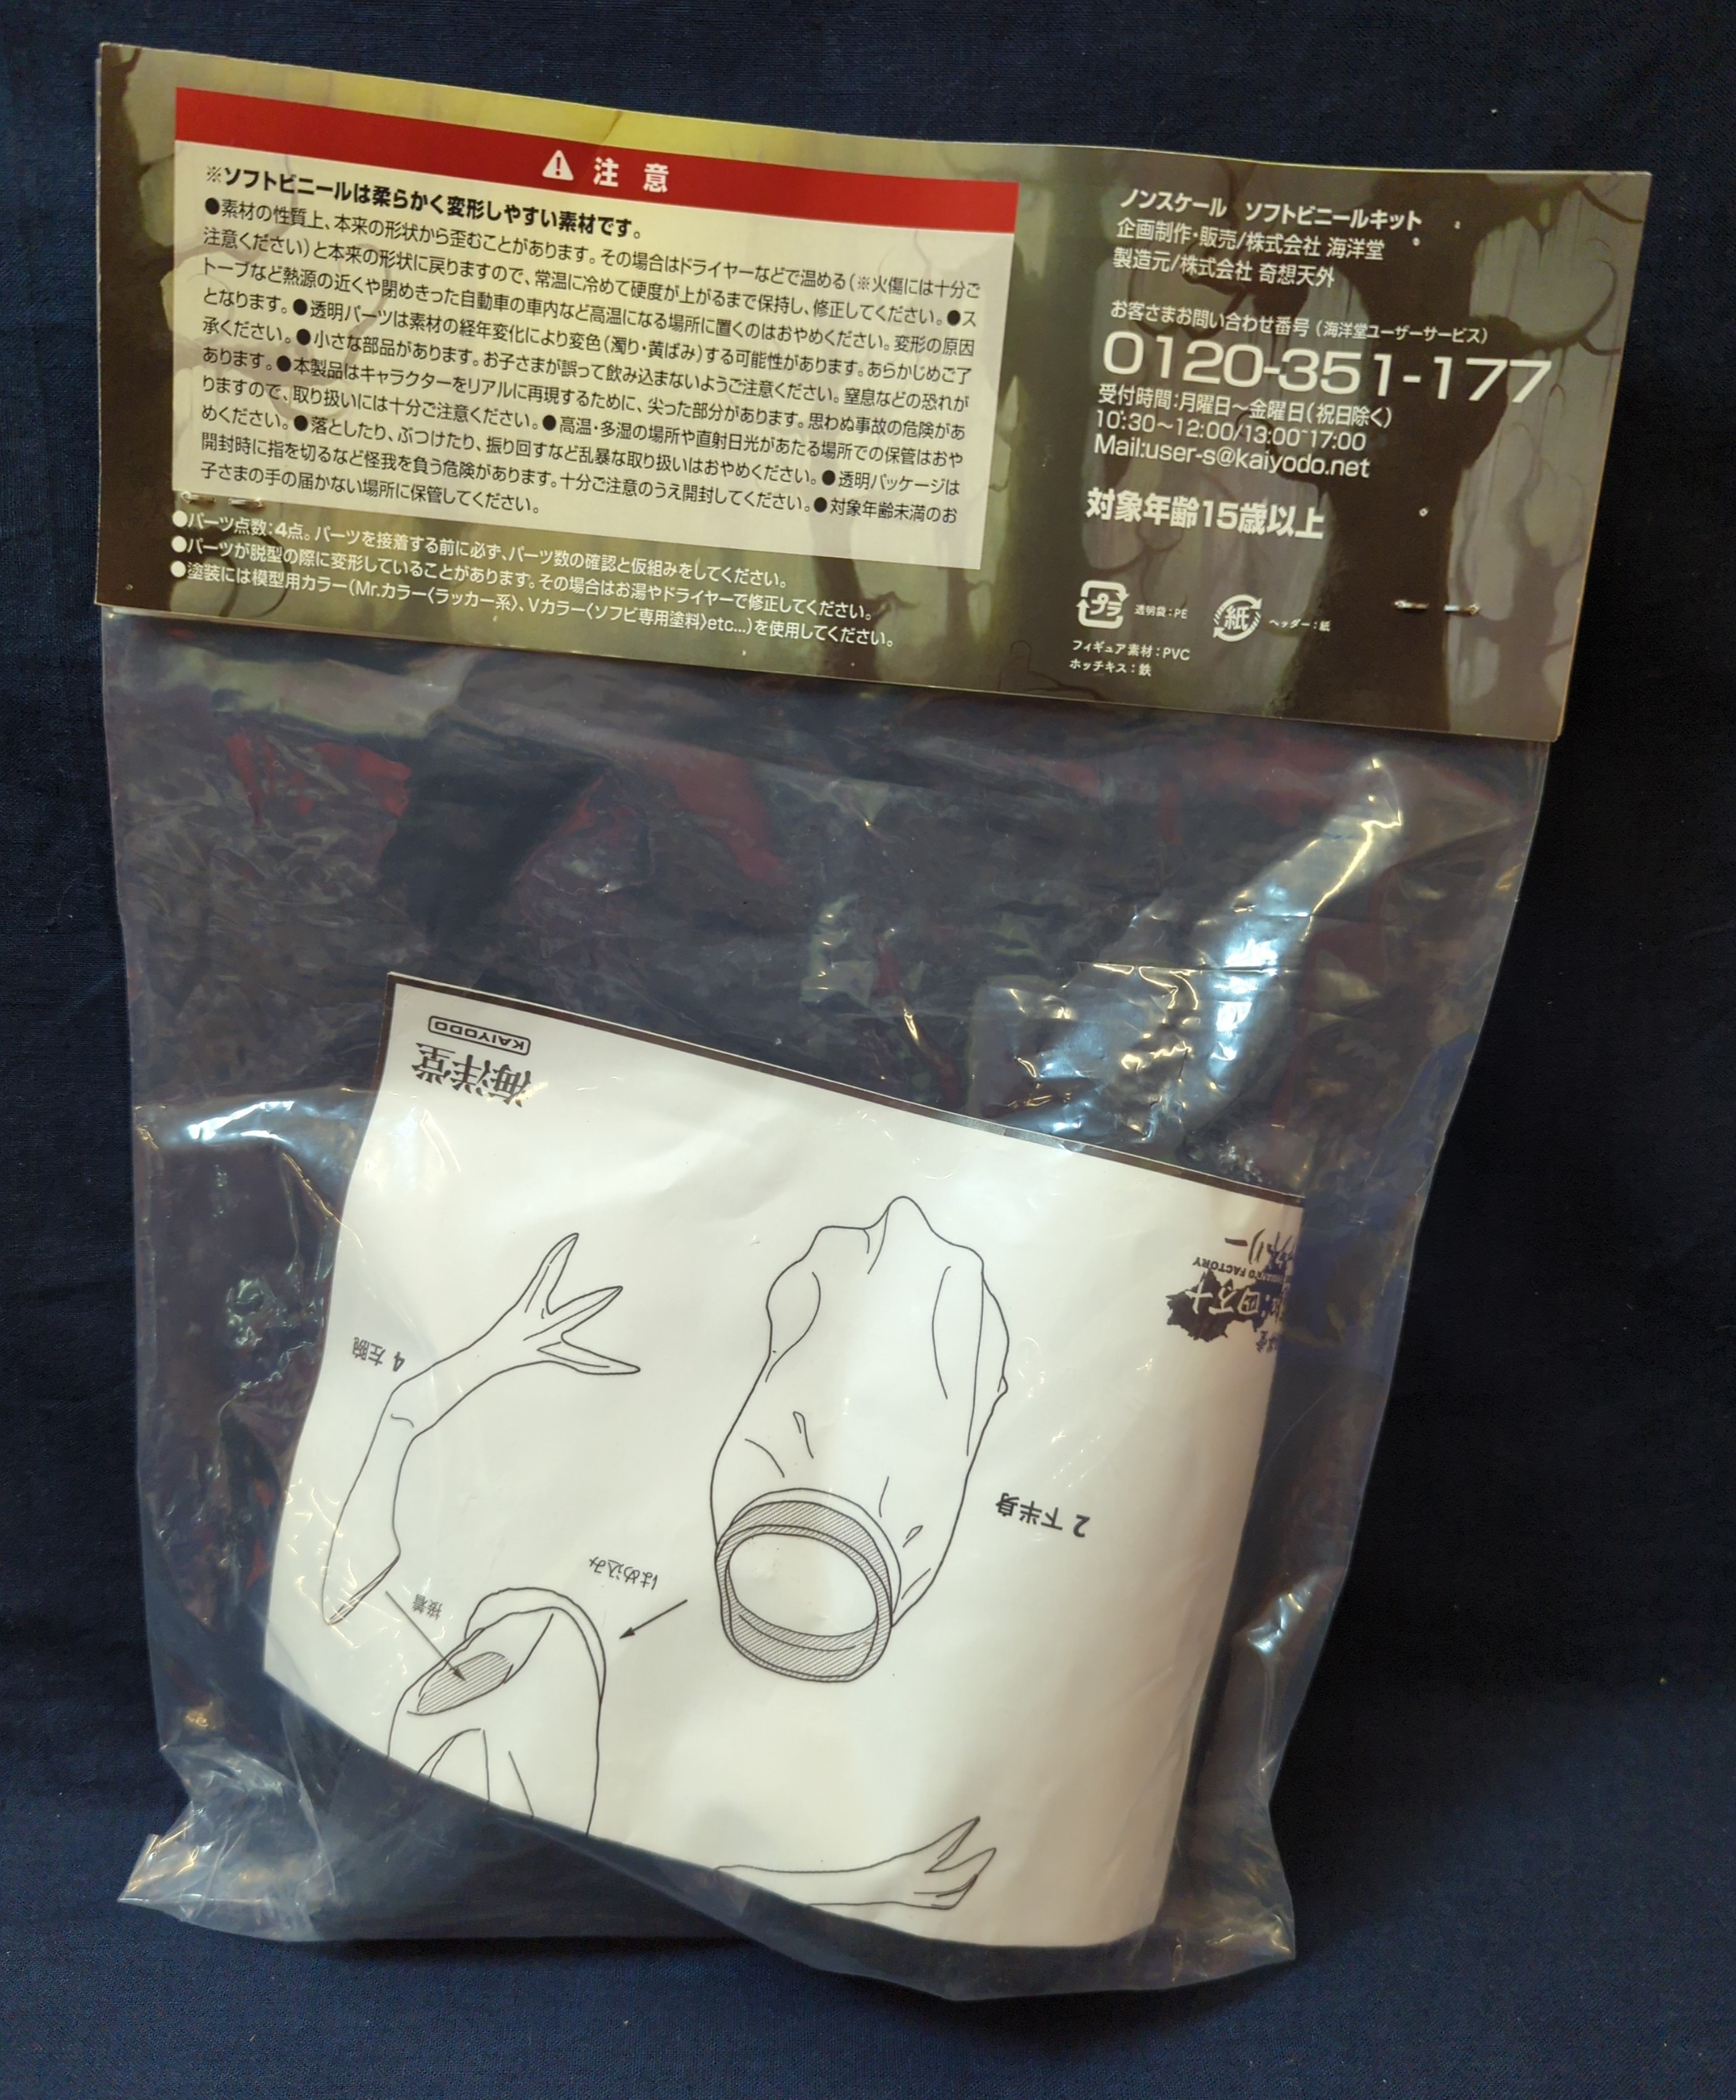 注意
※ソフトビニールは柔らかく変形しやすい素材です。
●素材の性質上、本来の形状から歪むことがあります。その場合はドライヤーなどで温める(※火傷には十分ご
注意ください)と本来の形状に戻りますので、常温に冷めて硬度が上がるまで保持し、修正してください。●ス
トーブなど熱源の近くや閉めきった自動車の車内など高温になる場所に置くのはおやめください。変形の原因
となります。●透明パーツは素材の経年変化により変色(濁り・黄ばみ)する可能性があります。あらかじめご了
承ください。●小さな部品があります。お子さまが誤って飲み込まないようご注意ください。窒息などの恐れが
あります。●本製品はキャラクターをリアルに再現するために、尖った部分があります。思わぬ事故の危険があ
りますので、取り扱いには十分ご注意ください。●高温・多湿の場所や直射日光があたる場所での保管はおや
めください。●落としたり、ぶつけたり、振り回すなど乱暴な取り扱いはおやめください。●透明パッケージは
開封時に指を切るなど怪我を負う危険があります。十分ご注意のうえ開封してください。●対象年齢未満のお
子さまの手の届かない場所に保管してください。
●パーツ点数:4点。パーツを接着する前に必ず、パーツ数の確認と仮組みをしてください。
●パーツが脱型の際に変形していることがあります。その場合はお湯やドライヤーで修正してください。
●塗装には模型用カラー(Mr.カラー〈ラッカー系〉、Vカラー〈ソフビ専用塗料〉etc...)を使用してください。
ノンスケール ソフトビニールキット
企画制作・販売/株式会社 海洋堂
製造元/株式会社 奇想天外
お客さまお問い合わせ番号(海洋堂ユーザーサービス)
0120-351-177
受付時間:月曜日～金曜日(祝日除く)
10:30～12:00/13:00~17:00
Mail:user-s@kaiyodo.net
対象年齢15歳以上
プラ
透明袋:PE
紙
ヘッダー:紙
フィギュア素材:PVC
ホッチキス:鉄
海洋堂
KAIYODO
四万十
FACTORY
4 左腕
2 下半身
はめ込み
接着